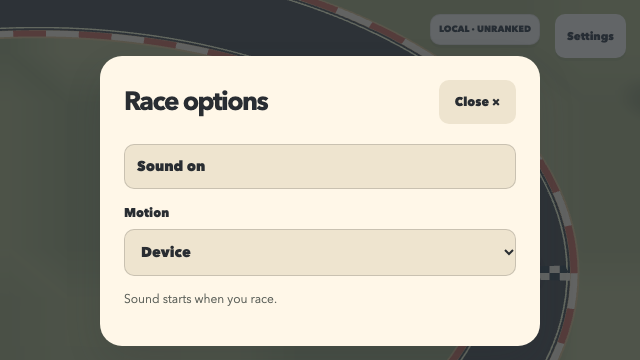 LOCAL · UNRANKED
Settings
Race options
Close ×
Sound on
Motion
Device
Sound starts when you race.